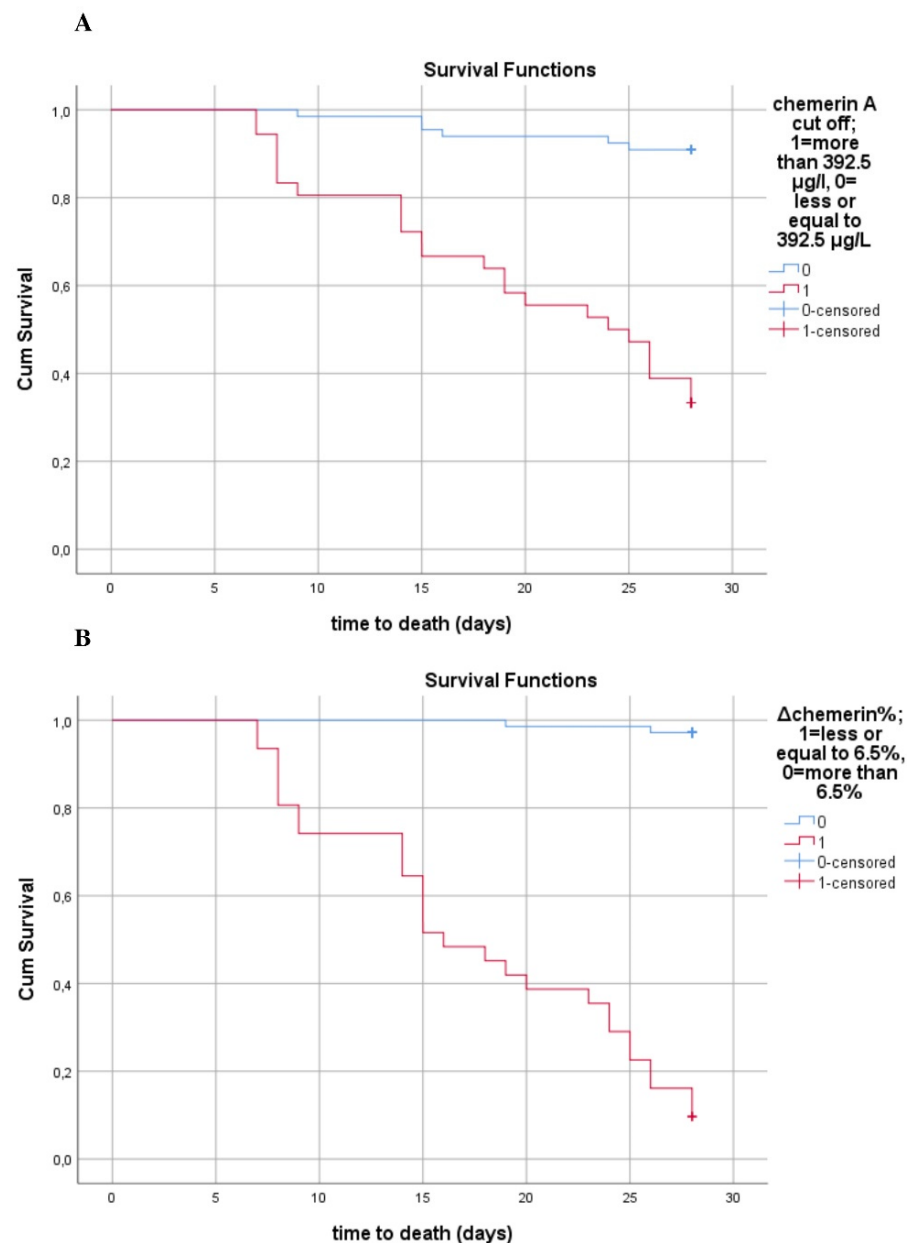 A
Survival Functions
chemerin A
cut off;
1=more
than 392.5
µg/l, 0=
less or
equal to
392.5 µg/L
0
1
0-censored
1-censored
1,0
0,8
0,6
0,4
0,2
0,0
Cum Survival
0 5 10 15 20 25 30
time to death (days)
B
Survival Functions
Δchemerin%;
1=less or
equal to 6.5%,
0=more than
6.5%
0
1
0-censored
1-censored
1,0
0,8
0,6
0,4
0,2
0,0
Cum Survival
0 5 10 15 20 25 30
time to death (days)